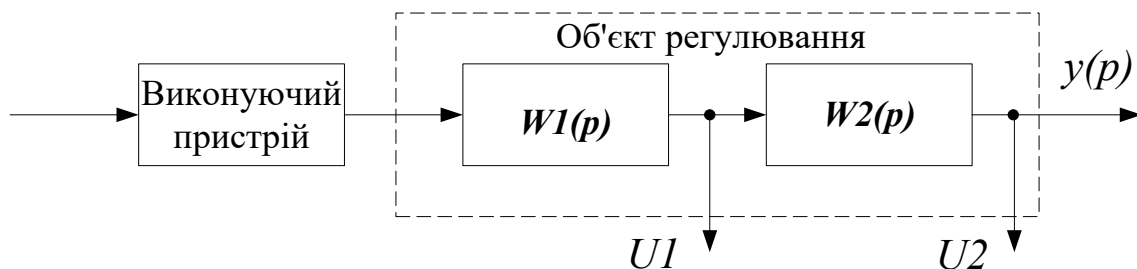 Об'єкт регулювання
y(p)
Виконуючий
пристрій
W1(p)
W2(p)
U1
U2